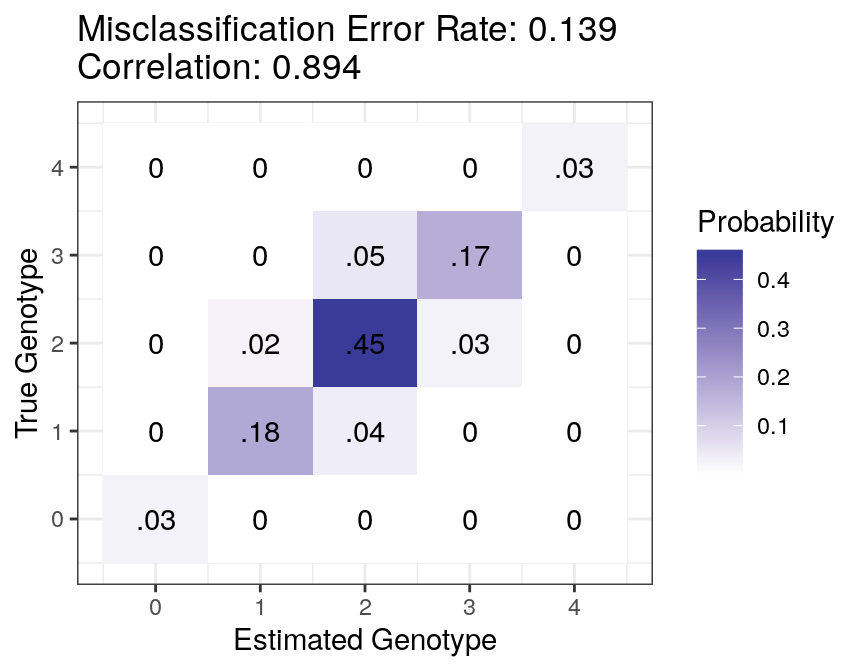 Misclassification Error Rate: 0.139
Correlation: 0.894
True Genotype
4
0 0 0 0 .03
3
0 0 .05 .17 0
2
0 .02 .45 .03 0
1
0 .18 .04 0 0
0
.03 0 0 0 0
0 1 2 3 4
Estimated Genotype
Probability
0.4
0.3
0.2
0.1